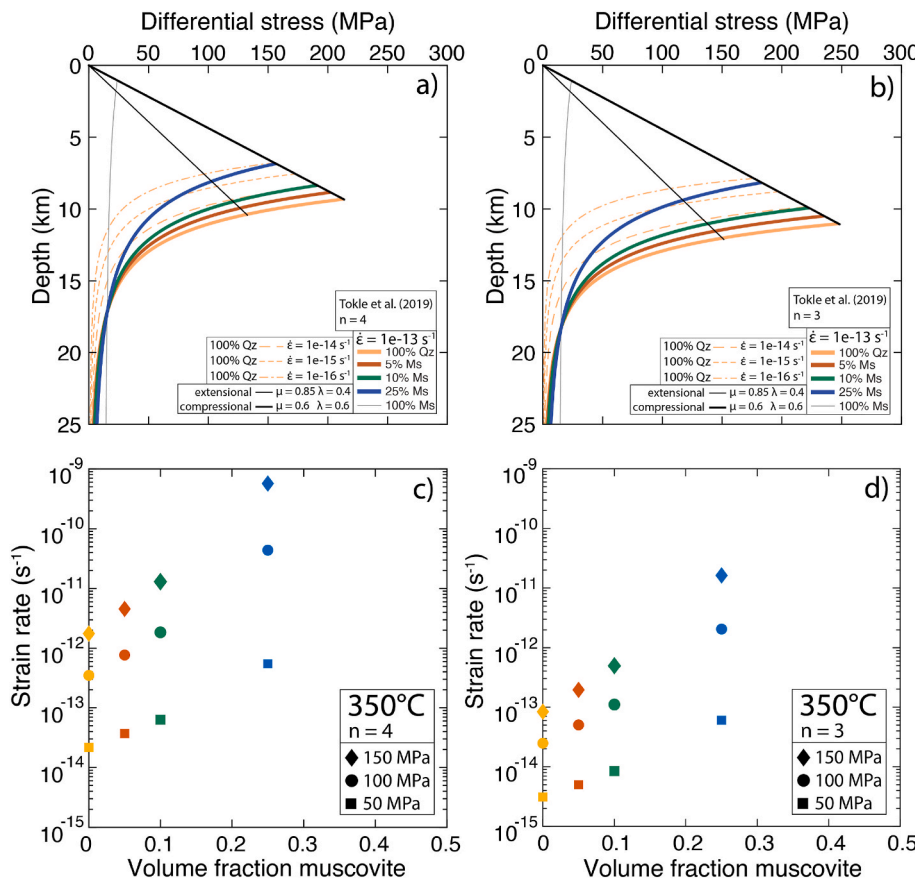 Differential stress (MPa)
0 50 100 150 200 250 300
a)
Depth (km)
0
5
10
15
20
25
Tokle et al. (2019)
n = 4
100% Qz ε̇ = 1e-14 s⁻¹
100% Qz ε̇ = 1e-15 s⁻¹
100% Qz ε̇ = 1e-16 s⁻¹
extensional μ = 0.85 λ = 0.4
compressional μ = 0.6 λ = 0.6
ε̇ = 1e-13 s⁻¹
100% Qz
5% Ms
10% Ms
25% Ms
100% Ms
Differential stress (MPa)
0 50 100 150 200 250 300
b)
Depth (km)
0
5
10
15
20
25
Tokle et al. (2019)
n = 3
100% Qz ε̇ = 1e-14 s⁻¹
100% Qz ε̇ = 1e-15 s⁻¹
100% Qz ε̇ = 1e-16 s⁻¹
extensional μ = 0.85 λ = 0.4
compressional μ = 0.6 λ = 0.6
ε̇ = 1e-13 s⁻¹
100% Qz
5% Ms
10% Ms
25% Ms
100% Ms
c)
Strain rate (s⁻¹)
10⁻⁹
10⁻¹⁰
10⁻¹¹
10⁻¹²
10⁻¹³
10⁻¹⁴
10⁻¹⁵
350°C
n = 4
150 MPa
100 MPa
50 MPa
0 0.1 0.2 0.3 0.4 0.5
Volume fraction muscovite
d)
Strain rate (s⁻¹)
10⁻⁹
10⁻¹⁰
10⁻¹¹
10⁻¹²
10⁻¹³
10⁻¹⁴
10⁻¹⁵
350°C
n = 3
150 MPa
100 MPa
50 MPa
0 0.1 0.2 0.3 0.4 0.5
Volume fraction muscovite